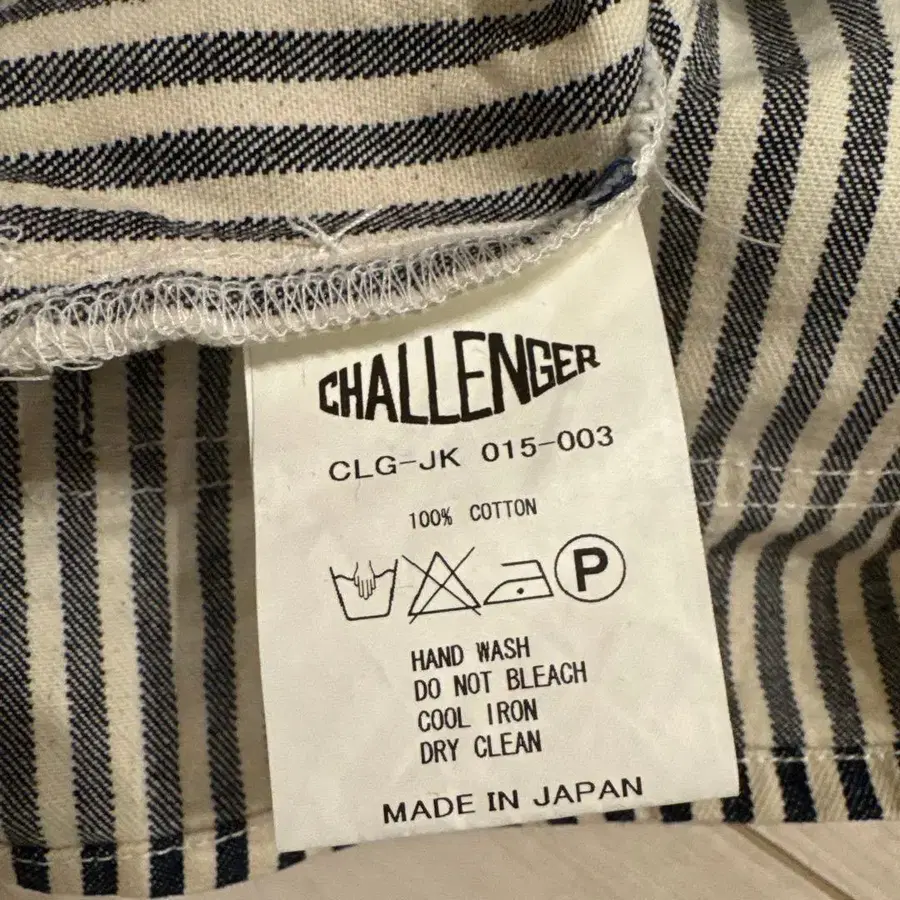 CHALLENGER
CLG-JK 015-003
100% COTTON
P
HAND WASH
DO NOT BLEACH
COOL IRON
DRY CLEAN
MADE IN JAPAN